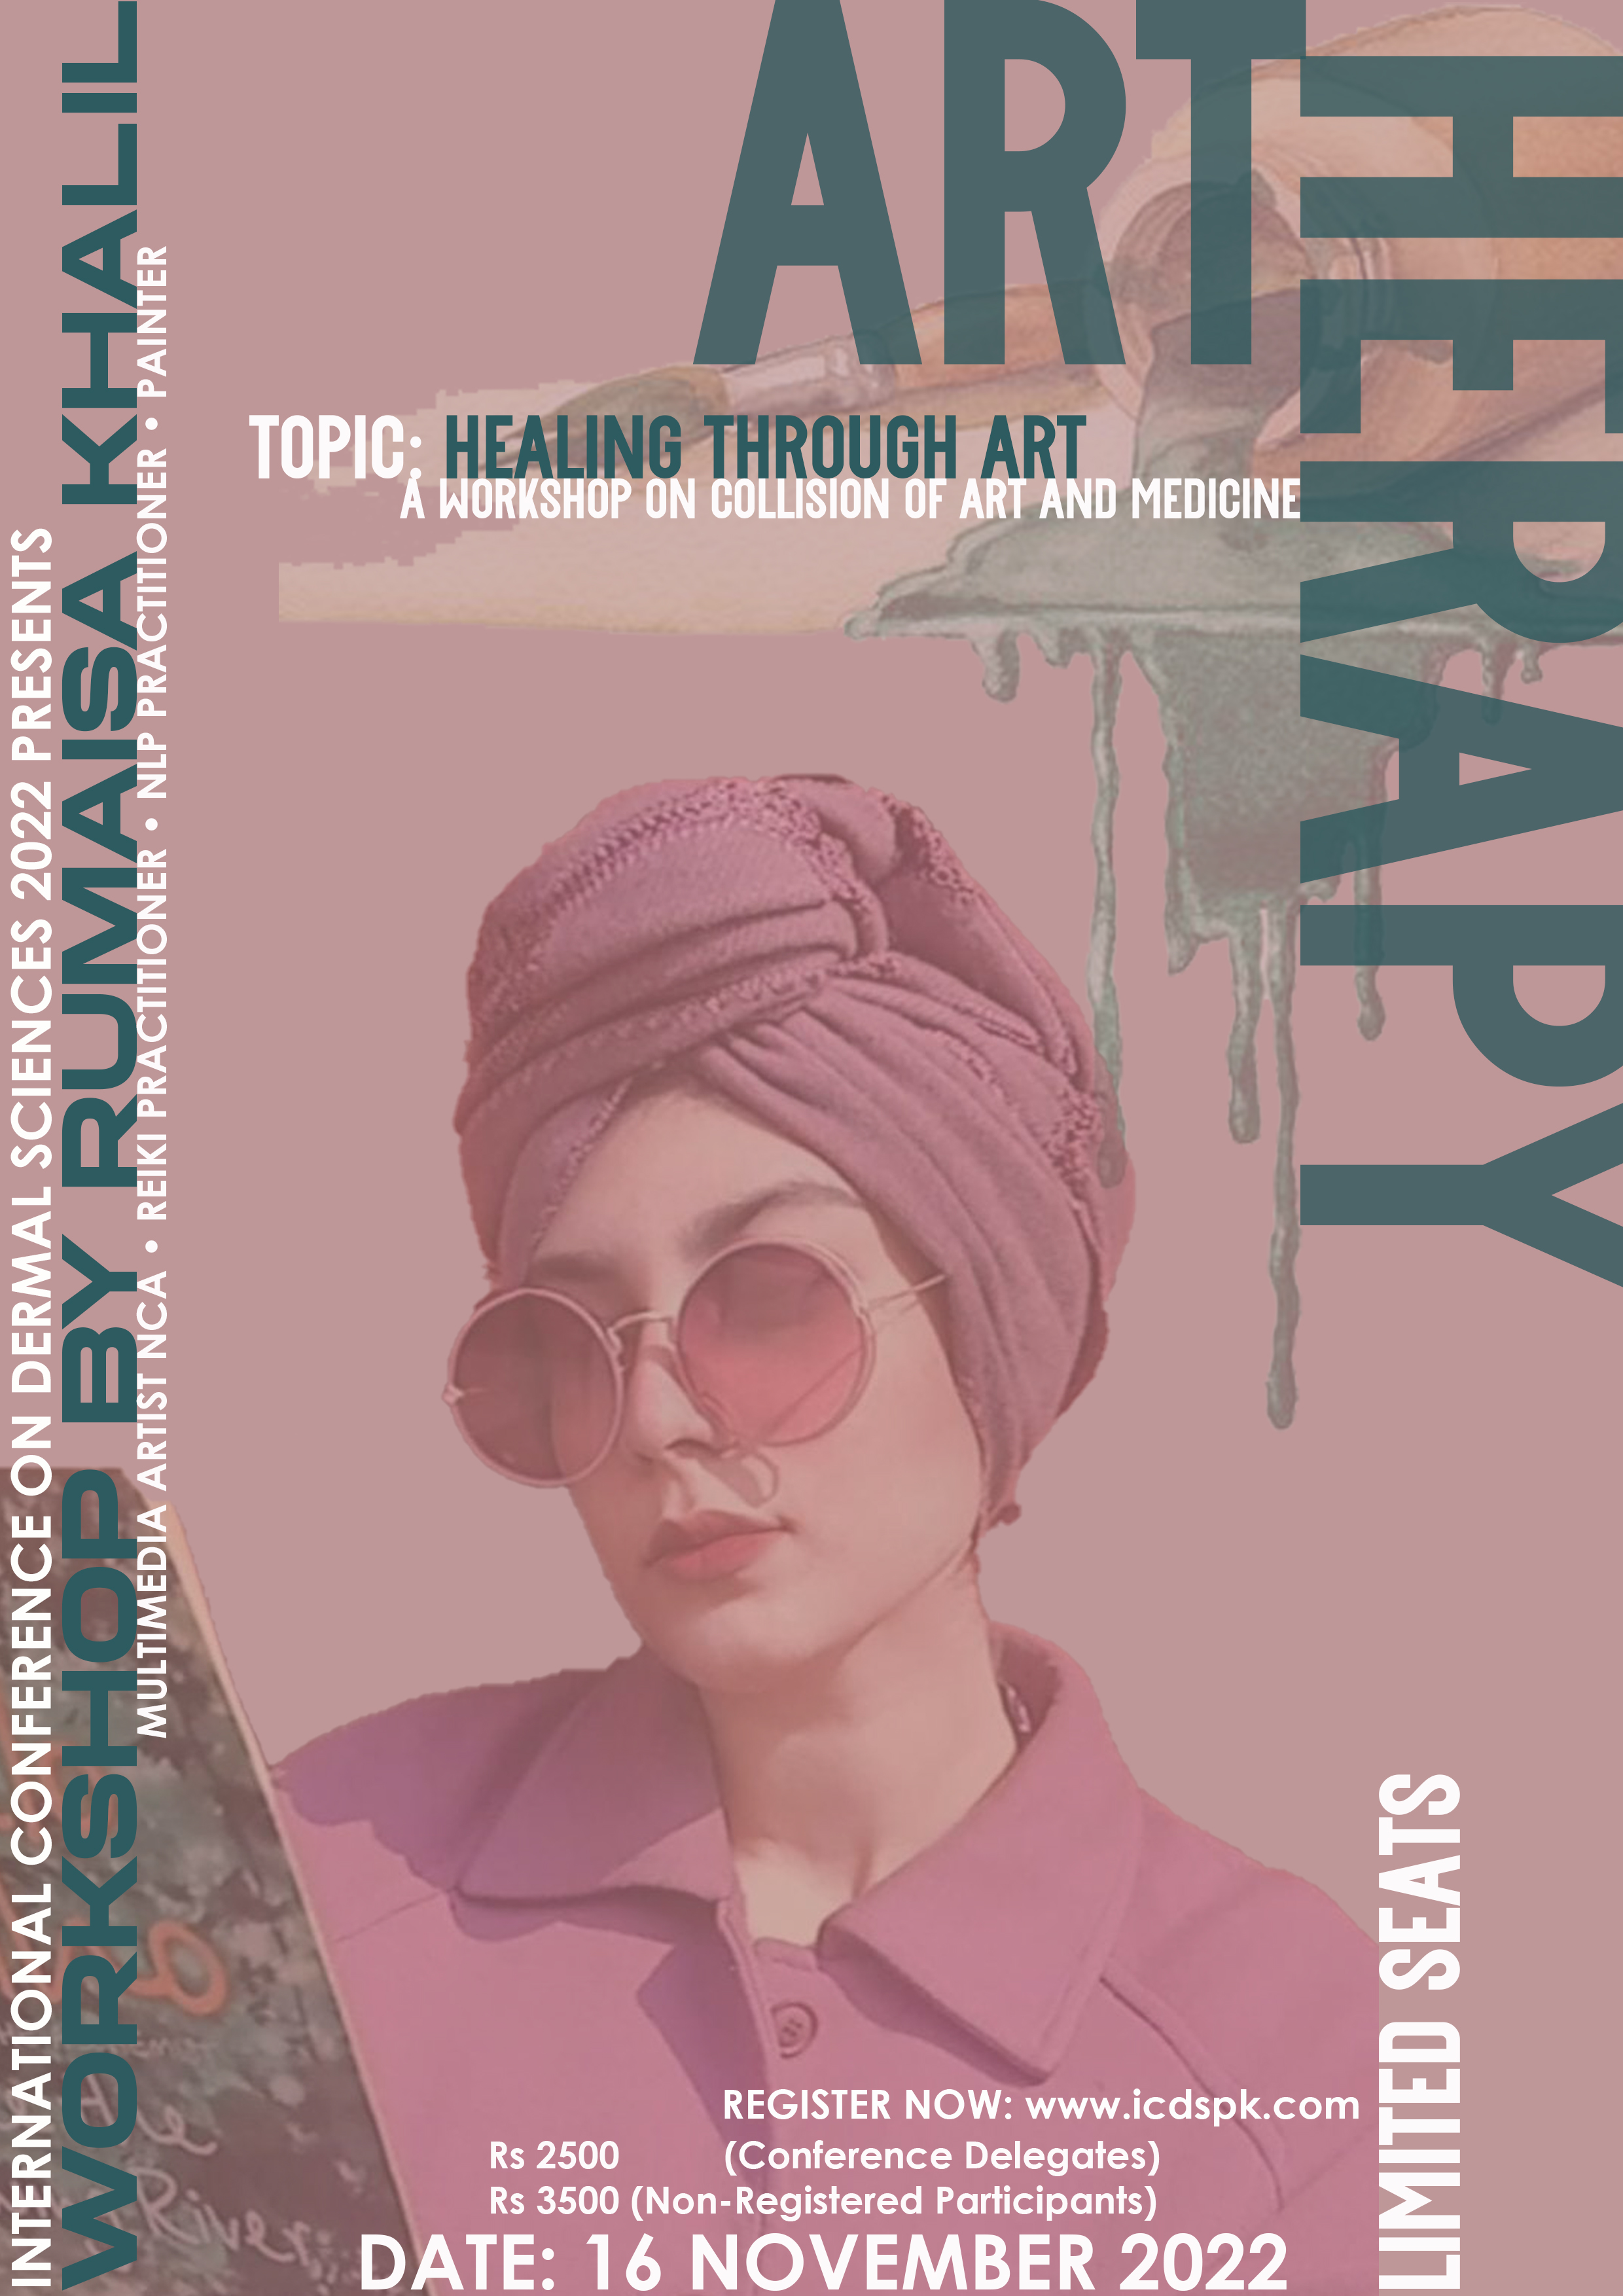 ART
THERAPY
TOPIC: HEALING THROUGH ART
A WORKSHOP ON COLLISION OF ART AND MEDICINE
INTERNATIONAL CONFERENCE ON DERMAL SCIENCES 2022 PRESENTS
WORKSHOP BY RUMAISA KHALIL
MULTIMEDIA ARTIST NCA • REIKI PRACTITIONER • NLP PRACTITIONER • PAINTER
River
LIMITED SEATS
REGISTER NOW: www.icdspk.com
Rs 2500 (Conference Delegates)
Rs 3500 (Non-Registered Participants)
DATE: 16 NOVEMBER 2022